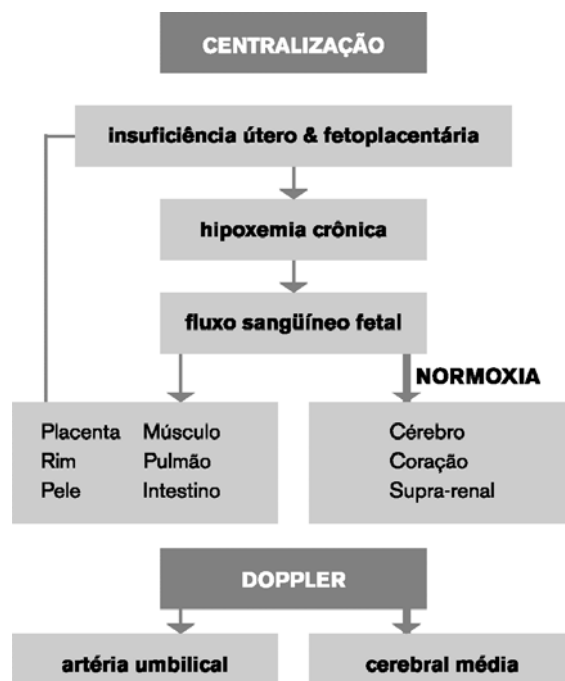 CENTRALIZAÇÃO
insuficiência útero & fetoplacentária
hipoxemia crônica
fluxo sangüíneo fetal
NORMOXIA
Placenta Músculo
Rim Pulmão
Pele Intestino
Cérebro
Coração
Supra-renal
DOPPLER
artéria umbilical
cerebral média